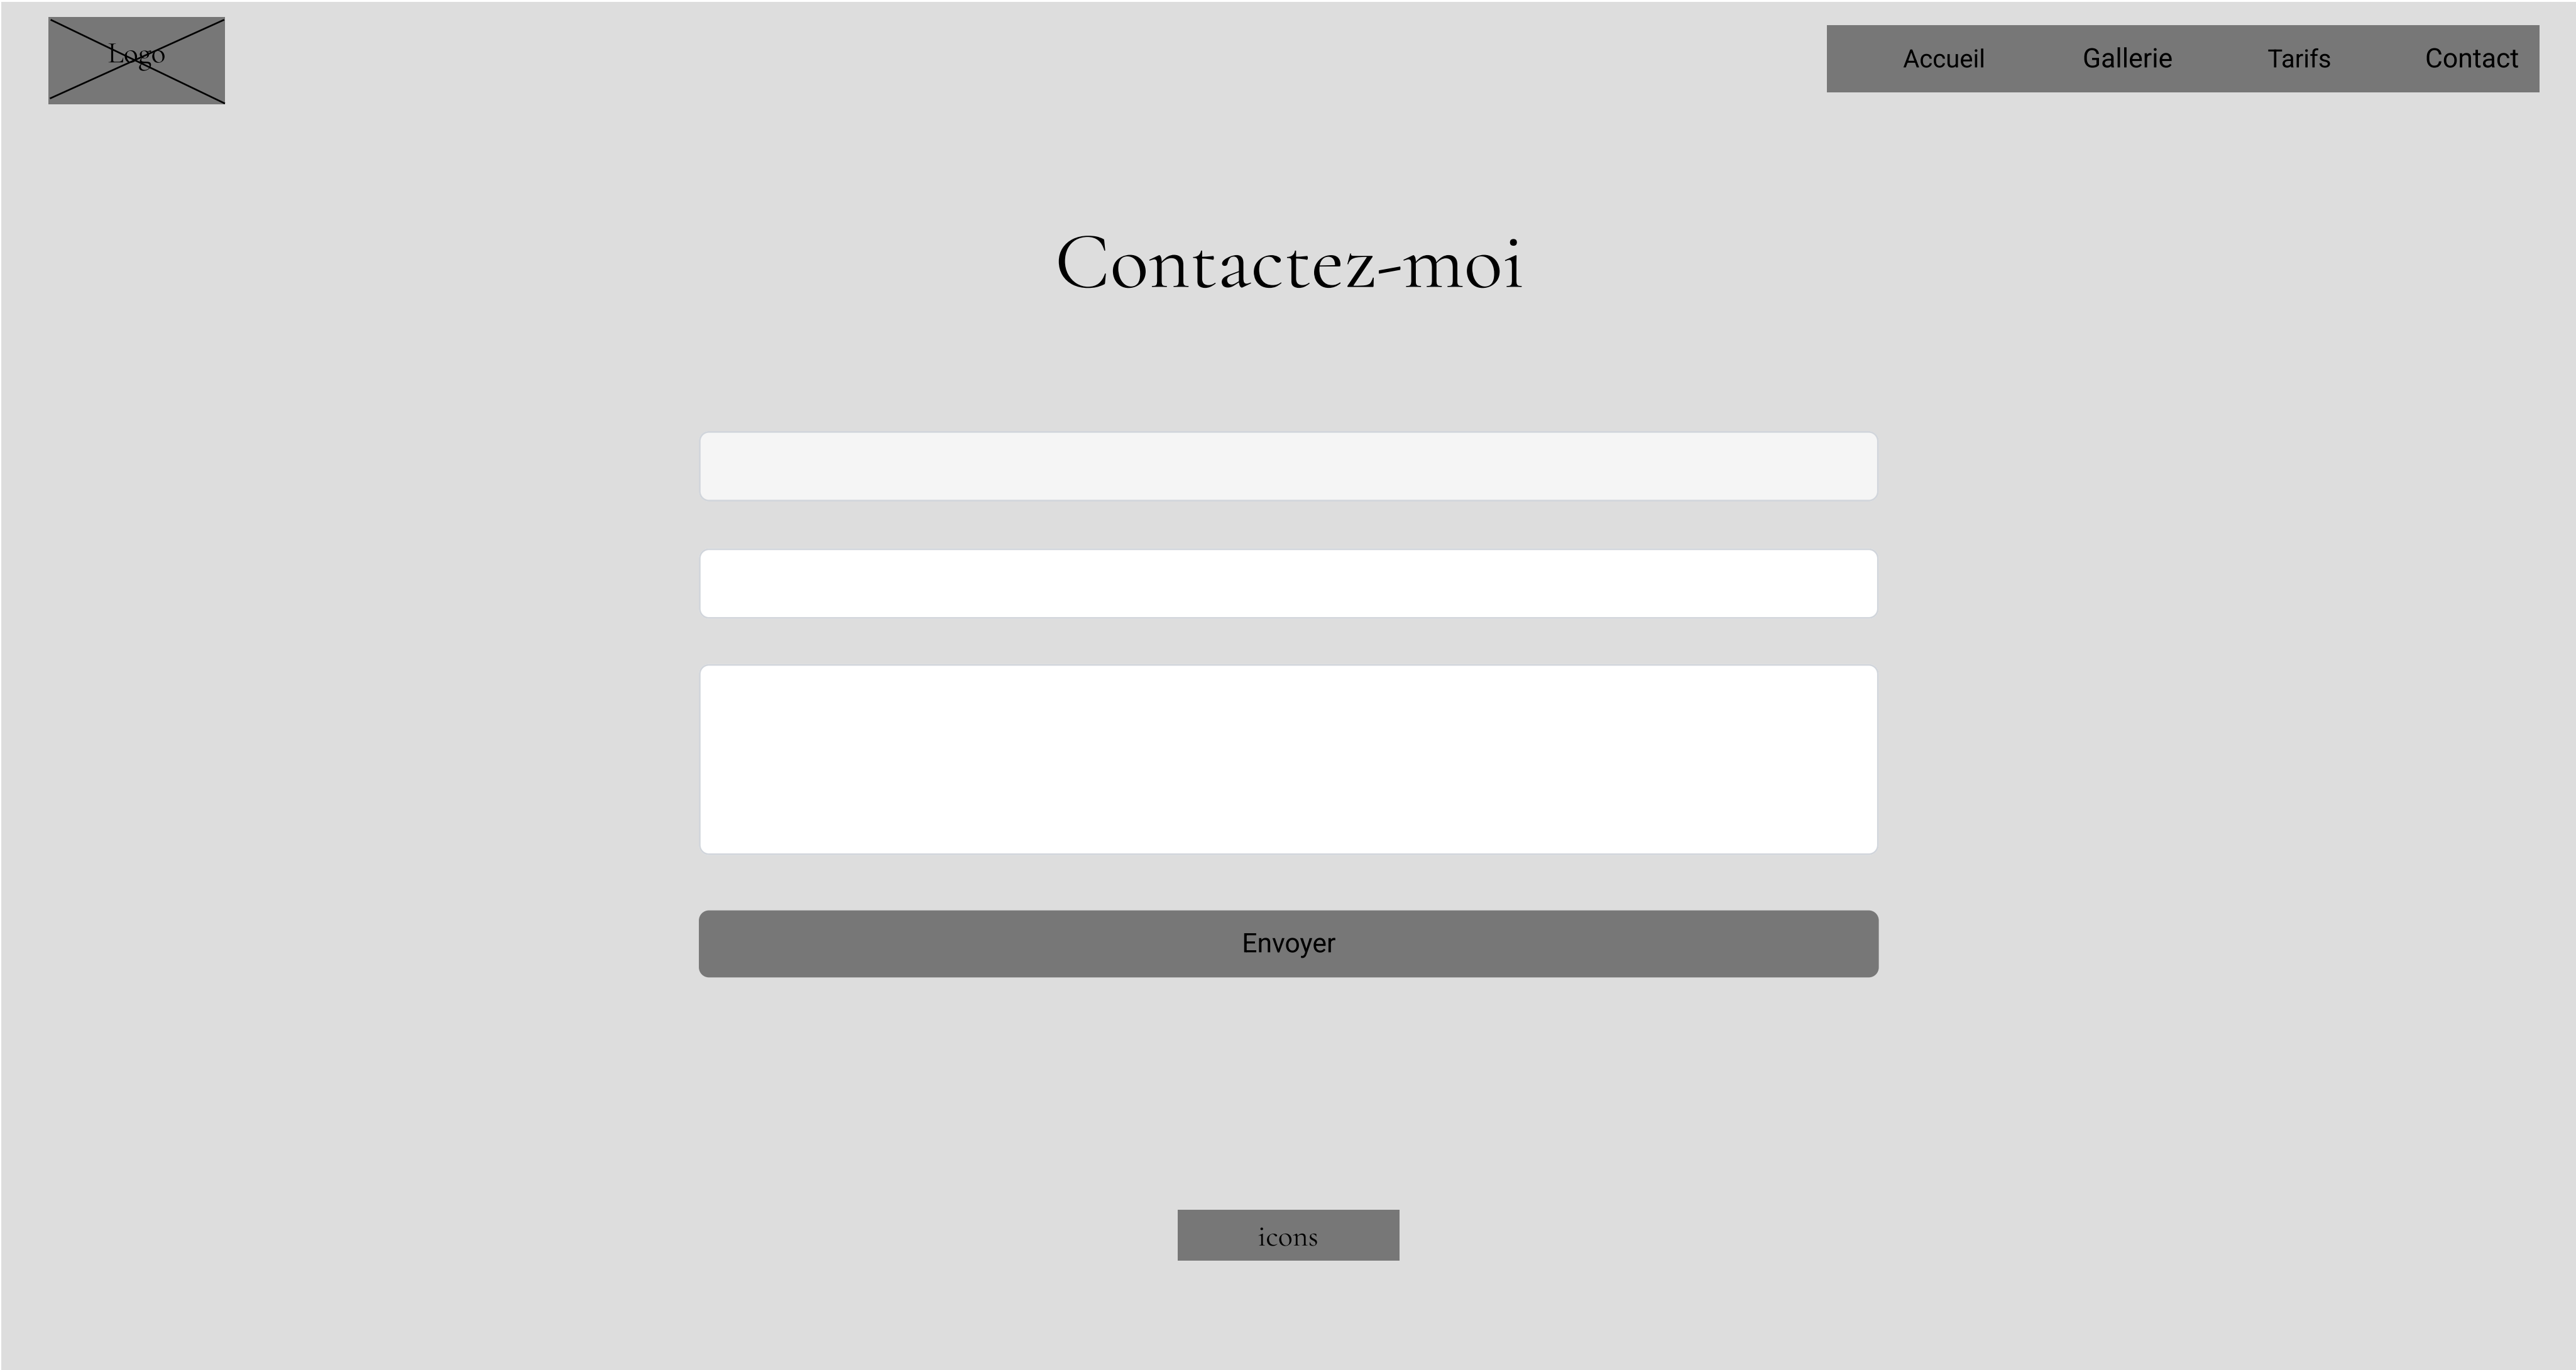 Logo
Accueil Gallerie Tarifs Contact
Contactez-moi
Envoyer
icons